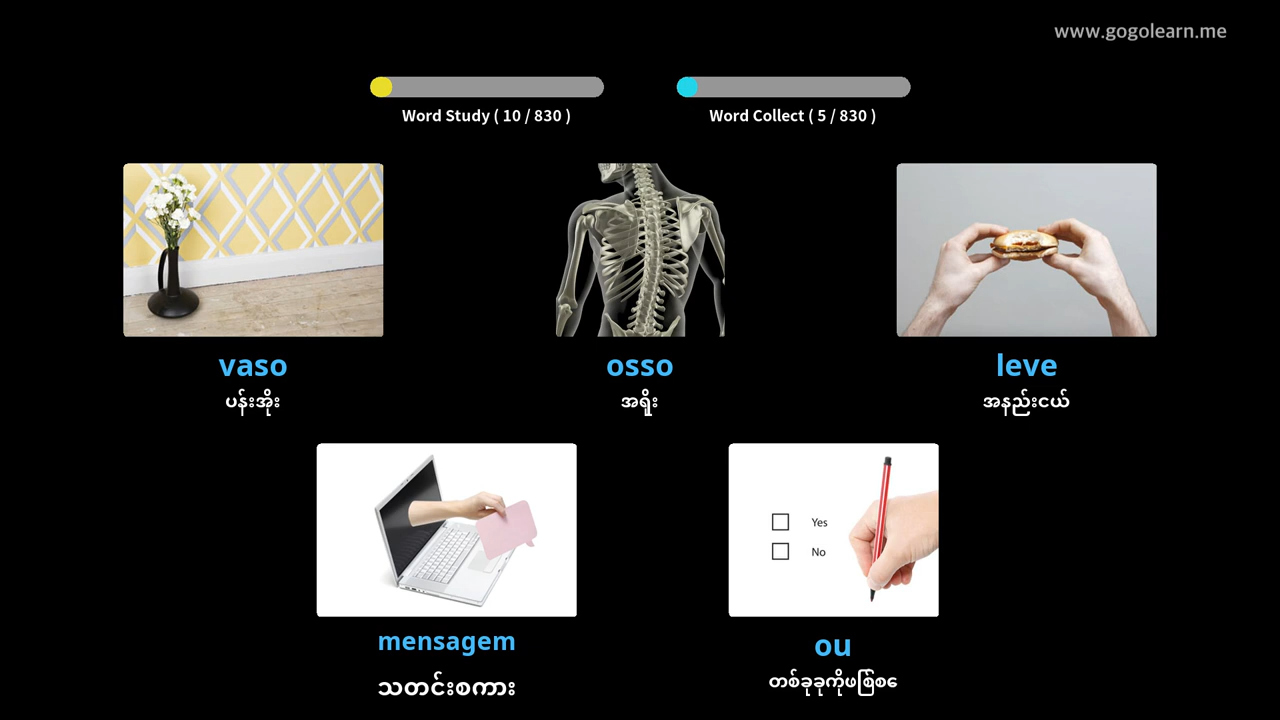 www.gogolearn.me
Word Study ( 10 / 830 )
Word Collect ( 5 / 830 )
vaso
ပန်းအိုး
osso
အရိုး
leve
အနည်းငယ်
Yes
No
mensagem
သတင်းစကား
ou
တစ်ခုခုကိုဖစ်စြေ